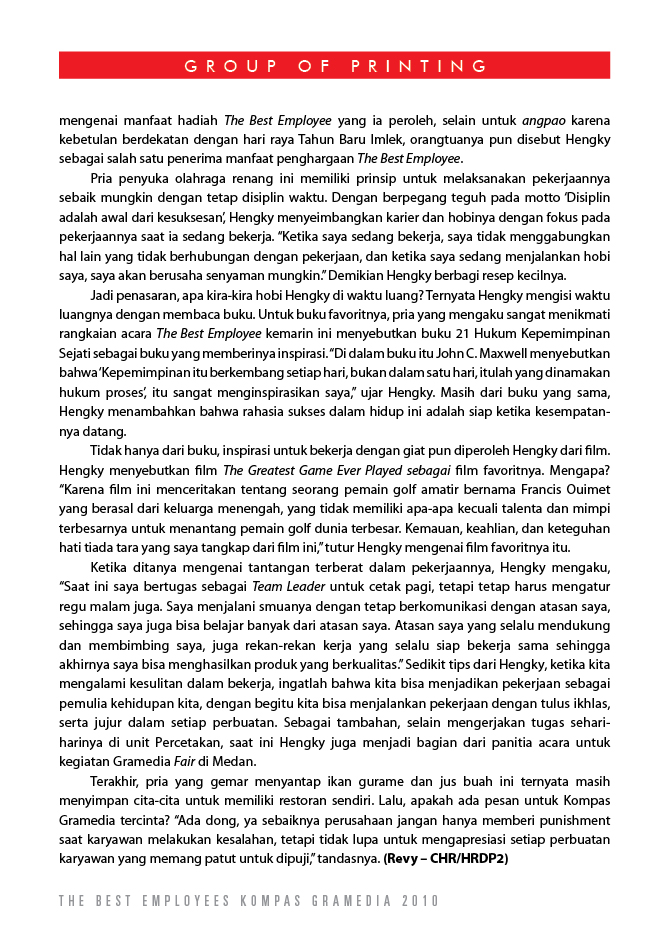 GROUP OF PRINTING
mengenai manfaat hadiah The Best Employee yang ia peroleh, selain untuk angpao karena
kebetulan berdekatan dengan hari raya Tahun Baru Imlek, orangtuanya pun disebut Hengky
sebagai salah satu penerima manfaat penghargaan The Best Employee.
Pria penyuka olahraga renang ini memiliki prinsip untuk melaksanakan pekerjaannya
sebaik mungkin dengan tetap disiplin waktu. Dengan berpegang teguh pada motto ‘Disiplin
adalah awal dari kesuksesan’, Hengky menyeimbangkan karier dan hobinya dengan fokus pada
pekerjaannya saat ia sedang bekerja. “Ketika saya sedang bekerja, saya tidak menggabungkan
hal lain yang tidak berhubungan dengan pekerjaan, dan ketika saya sedang menjalankan hobi
saya, saya akan berusaha senyaman mungkin.” Demikian Hengky berbagi resep kecilnya.
Jadi penasaran, apa kira-kira hobi Hengky di waktu luang? Ternyata Hengky mengisi waktu
luangnya dengan membaca buku. Untuk buku favoritnya, pria yang mengaku sangat menikmati
rangkaian acara The Best Employee kemarin ini menyebutkan buku 21 Hukum Kepemimpinan
Sejati sebagai buku yang memberinya inspirasi. “Di dalam buku itu John C. Maxwell menyebutkan
bahwa ‘Kepemimpinan itu berkembang setiap hari, bukan dalam satu hari, itulah yang dinamakan
hukum proses’, itu sangat menginspirasikan saya,” ujar Hengky. Masih dari buku yang sama,
Hengky menambahkan bahwa rahasia sukses dalam hidup ini adalah siap ketika kesempatan-
nya datang.
Tidak hanya dari buku, inspirasi untuk bekerja dengan giat pun diperoleh Hengky dari film.
Hengky menyebutkan film The Greatest Game Ever Played sebagai film favoritnya. Mengapa?
“Karena film ini menceritakan tentang seorang pemain golf amatir bernama Francis Ouimet
yang berasal dari keluarga menengah, yang tidak memiliki apa-apa kecuali talenta dan mimpi
terbesarnya untuk menantang pemain golf dunia terbesar. Kemauan, keahlian, dan keteguhan
hati tiada tara yang saya tangkap dari film ini,” tutur Hengky mengenai film favoritnya itu.
Ketika ditanya mengenai tantangan terberat dalam pekerjaannya, Hengky mengaku,
“Saat ini saya bertugas sebagai Team Leader untuk cetak pagi, tetapi tetap harus mengatur
regu malam juga. Saya menjalani smuanya dengan tetap berkomunikasi dengan atasan saya,
sehingga saya juga bisa belajar banyak dari atasan saya. Atasan saya yang selalu mendukung
dan membimbing saya, juga rekan-rekan kerja yang selalu siap bekerja sama sehingga
akhirnya saya bisa menghasilkan produk yang berkualitas.” Sedikit tips dari Hengky, ketika kita
mengalami kesulitan dalam bekerja, ingatlah bahwa kita bisa menjadikan pekerjaan sebagai
pemulia kehidupan kita, dengan begitu kita bisa menjalankan pekerjaan dengan tulus ikhlas,
serta jujur dalam setiap perbuatan. Sebagai tambahan, selain mengerjakan tugas sehari-
harinya di unit Percetakan, saat ini Hengky juga menjadi bagian dari panitia acara untuk
kegiatan Gramedia Fair di Medan.
Terakhir, pria yang gemar menyantap ikan gurame dan jus buah ini ternyata masih
menyimpan cita-cita untuk memiliki restoran sendiri. Lalu, apakah ada pesan untuk Kompas
Gramedia tercinta? “Ada dong, ya sebaiknya perusahaan jangan hanya memberi punishment
saat karyawan melakukan kesalahan, tetapi tidak lupa untuk mengapresiasi setiap perbuatan
karyawan yang memang patut untuk dipuji,” tandasnya. (Revy – CHR/HRDP2)
THE BEST EMPLOYEES KOMPAS GRAMEDIA 2010